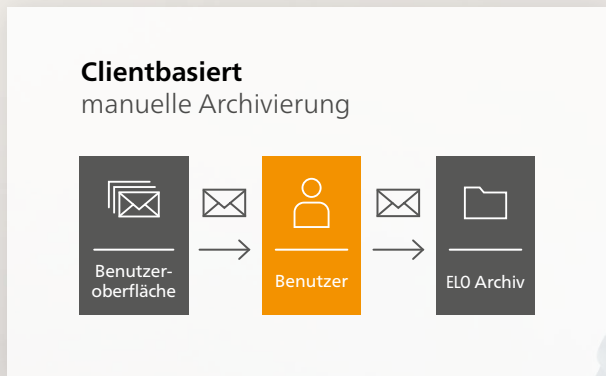 Clientbasiert
manuelle Archivierung
Benutzer-
oberfläche
Benutzer
ELO Archiv